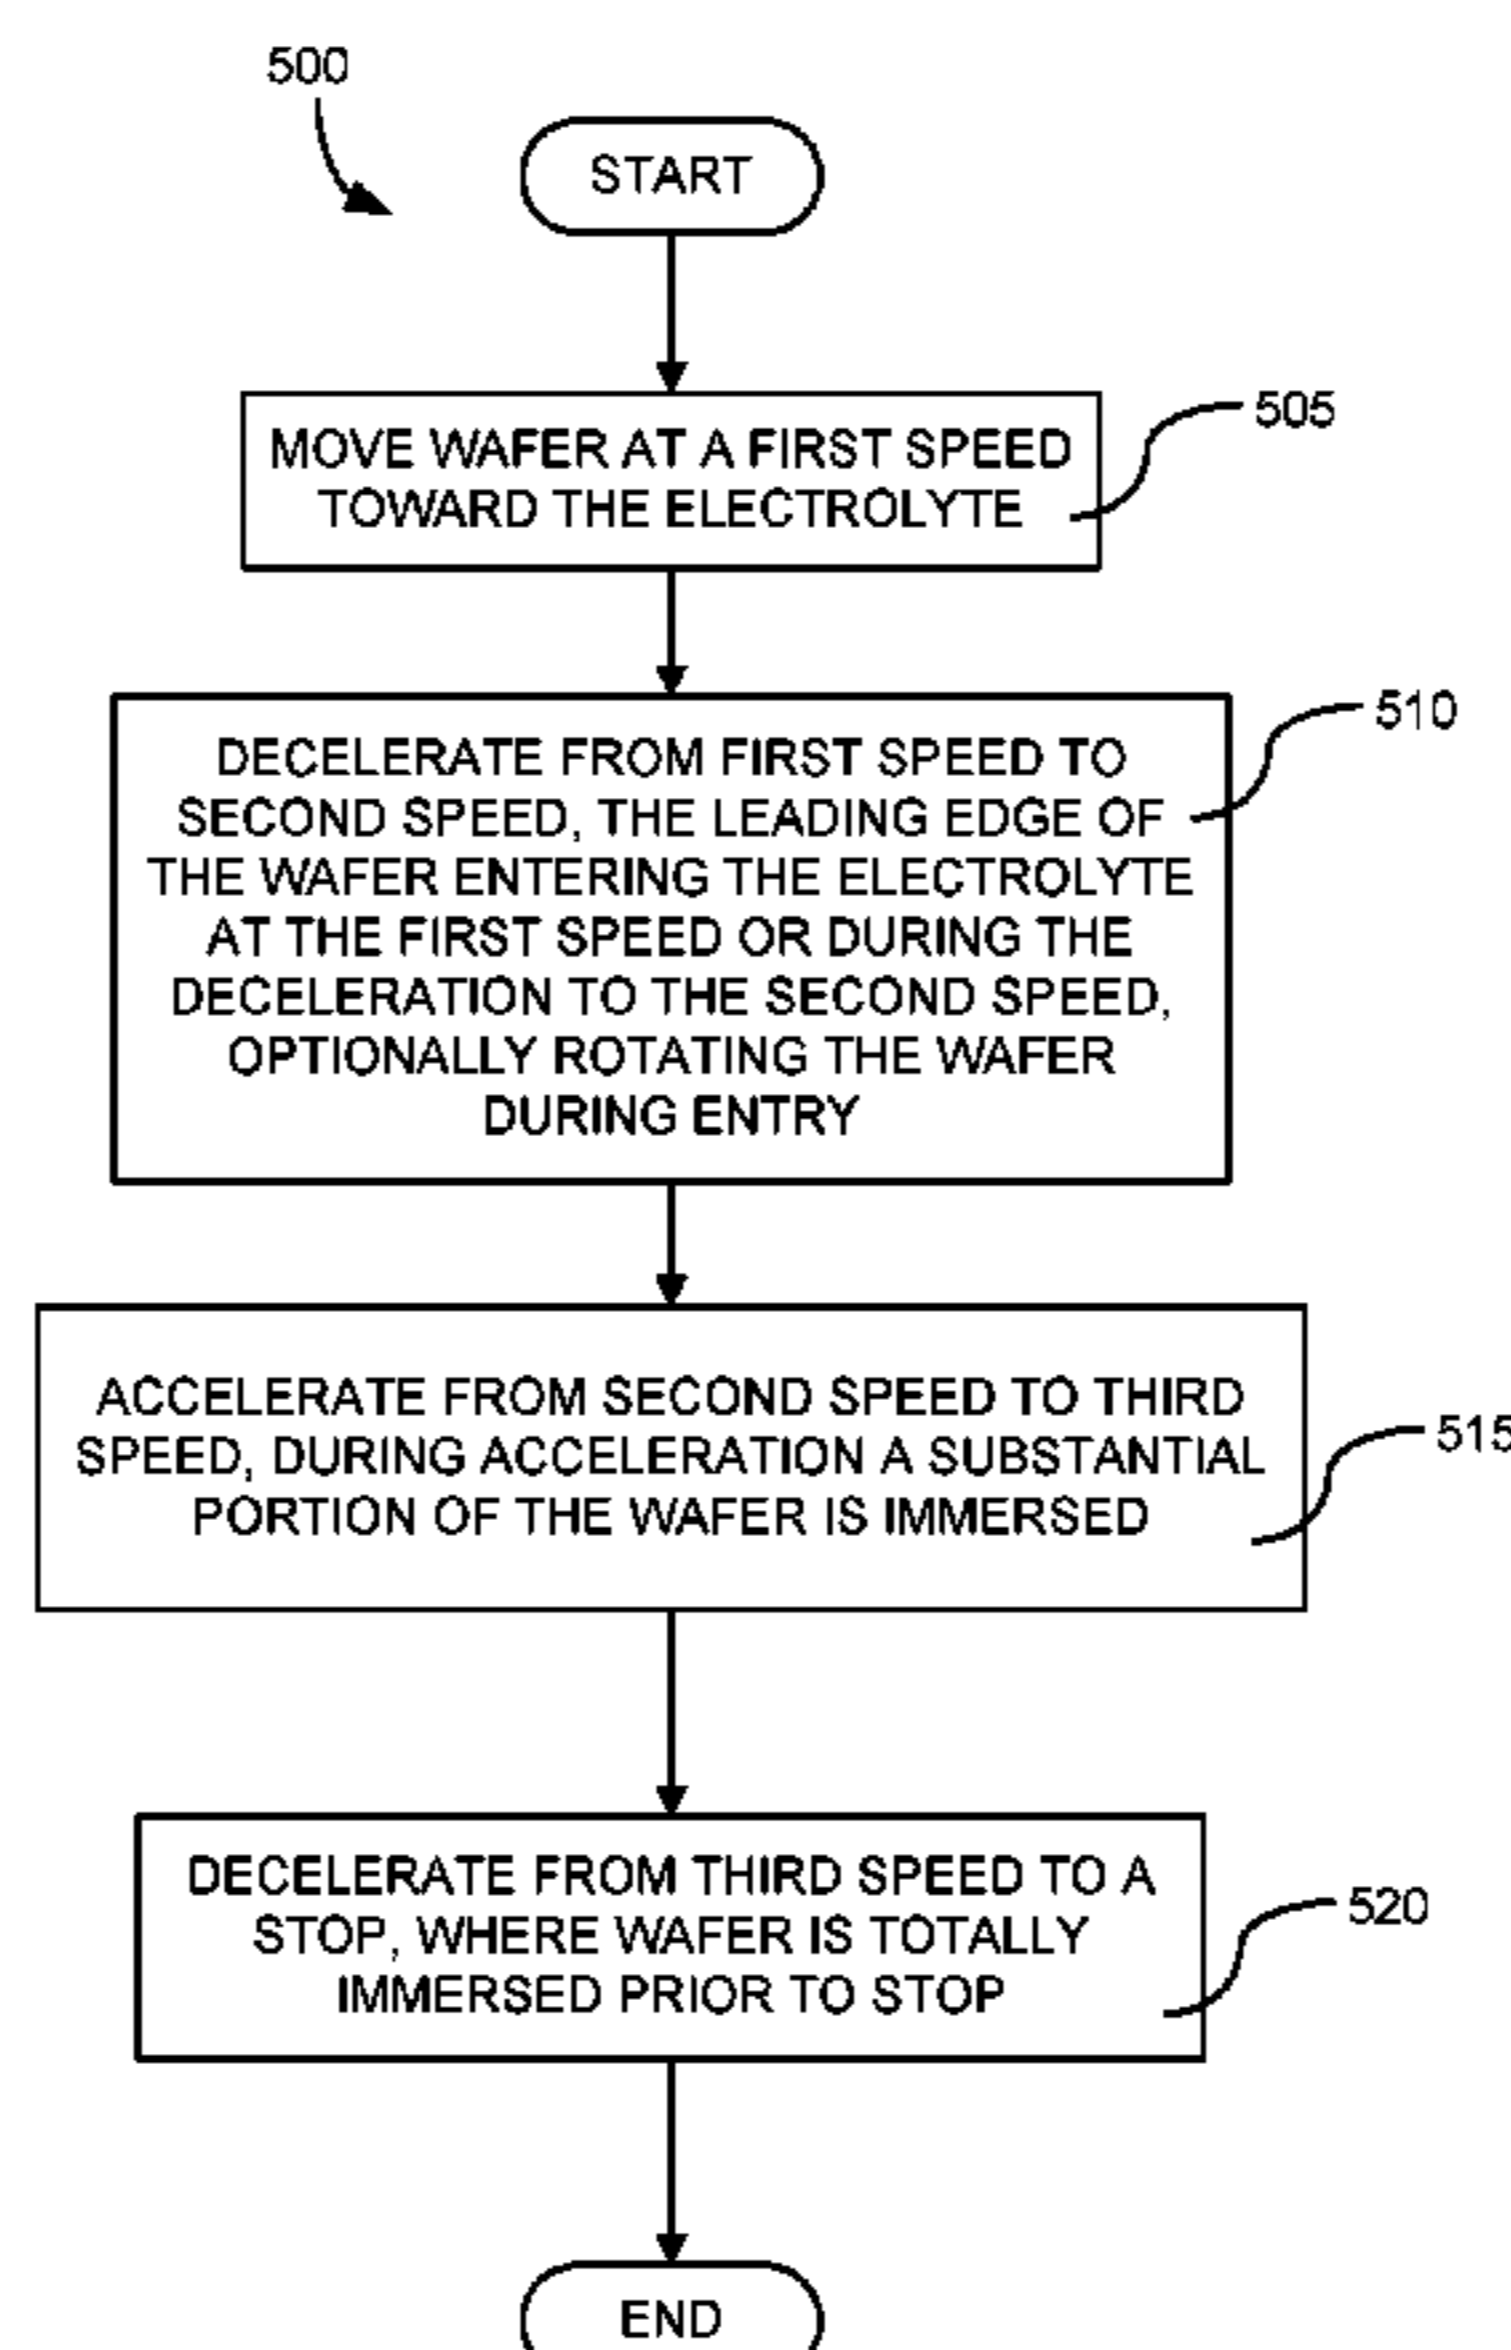 500
START
MOVE WAFER AT A FIRST SPEED
TOWARD THE ELECTROLYTE
505
DECELERATE FROM FIRST SPEED TO
SECOND SPEED, THE LEADING EDGE OF
THE WAFER ENTERING THE ELECTROLYTE
AT THE FIRST SPEED OR DURING THE
DECELERATION TO THE SECOND SPEED,
OPTIONALLY ROTATING THE WAFER
DURING ENTRY
510
ACCELERATE FROM SECOND SPEED TO THIRD
SPEED, DURING ACCELERATION A SUBSTANTIAL
PORTION OF THE WAFER IS IMMERSED
515
DECELERATE FROM THIRD SPEED TO A
STOP, WHERE WAFER IS TOTALLY
IMMERSED PRIOR TO STOP
520
END